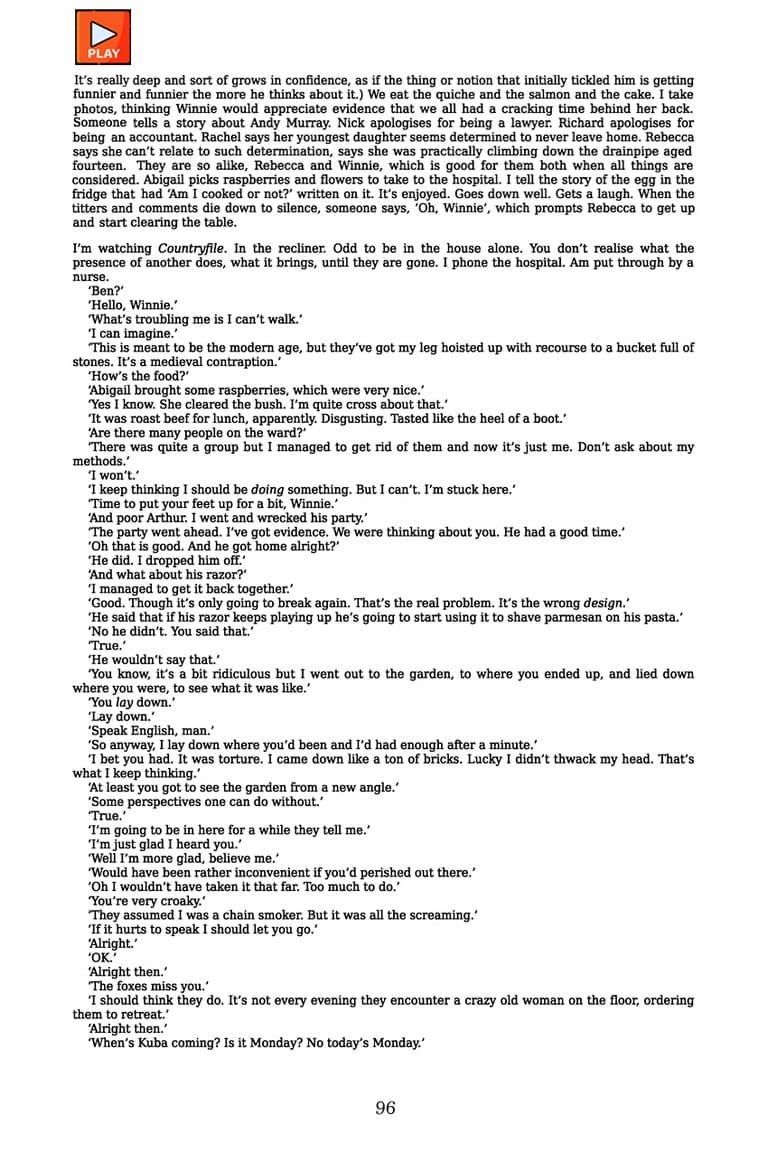 PLAY
It’s really deep and sort of grows in confidence, as if the thing or notion that initially tickled him is getting
funnier and funnier the more he thinks about it.) We eat the quiche and the salmon and the cake. I take
photos, thinking Winnie would appreciate evidence that we all had a cracking time behind her back.
Someone tells a story about Andy Murray. Nick apologises for being a lawyer. Richard apologises for
being an accountant. Rachel says her youngest daughter seems determined to never leave home. Rebecca
says she can’t relate to such determination, says she was practically climbing down the drainpipe aged
fourteen. They are so alike, Rebecca and Winnie, which is good for them both when all things are
considered. Abigail picks raspberries and flowers to take to the hospital. I tell the story of the egg in the
fridge that had ‘Am I cooked or not?’ written on it. It’s enjoyed. Goes down well. Gets a laugh. When the
titters and comments die down to silence, someone says, ‘Oh, Winnie’, which prompts Rebecca to get up
and start clearing the table.
I’m watching Countryfile. In the recliner. Odd to be in the house alone. You don’t realise what the
presence of another does, what it brings, until they are gone. I phone the hospital. Am put through by a
nurse.
‘Ben?’
‘Hello, Winnie.’
‘What’s troubling me is I can’t walk.’
‘I can imagine.’
‘This is meant to be the modern age, but they’ve got my leg hoisted up with recourse to a bucket full of
stones. It’s a medieval contraption.’
‘How’s the food?’
‘Abigail brought some raspberries, which were very nice.’
‘Yes I know. She cleared the bush. I’m quite cross about that.’
‘It was roast beef for lunch, apparently. Disgusting. Tasted like the heel of a boot.’
‘Are there many people on the ward?’
‘There was quite a group but I managed to get rid of them and now it’s just me. Don’t ask about my
methods.’
‘I won’t.’
‘I keep thinking I should be doing something. But I can’t. I’m stuck here.’
‘Time to put your feet up for a bit, Winnie.’
‘And poor Arthur. I went and wrecked his party.’
‘The party went ahead. I’ve got evidence. We were thinking about you. He had a good time.’
‘Oh that is good. And he got home alright?’
‘He did. I dropped him off.’
‘And what about his razor?’
‘I managed to get it back together.’
‘Good. Though it’s only going to break again. That’s the real problem. It’s the wrong design.’
‘He said that if his razor keeps playing up he’s going to start using it to shave parmesan on his pasta.’
‘No he didn’t. You said that.’
‘True.’
‘He wouldn’t say that.’
‘You know, it’s a bit ridiculous but I went out to the garden, to where you ended up, and lied down
where you were, to see what it was like.’
‘You lay down.’
‘Lay down.’
‘Speak English, man.’
‘So anyway, I lay down where you’d been and I’d had enough after a minute.’
‘I bet you had. It was torture. I came down like a ton of bricks. Lucky I didn’t thwack my head. That’s
what I keep thinking.’
‘At least you got to see the garden from a new angle.’
‘Some perspectives one can do without.’
‘True.’
‘I’m going to be in here for a while they tell me.’
‘I’m just glad I heard you.’
‘Well I’m more glad, believe me.’
‘Would have been rather inconvenient if you’d perished out there.’
‘Oh I wouldn’t have taken it that far. Too much to do.’
‘You’re very croaky.’
‘They assumed I was a chain smoker. But it was all the screaming.’
‘If it hurts to speak I should let you go.’
‘Alright.’
‘OK.’
‘Alright then.’
‘The foxes miss you.’
‘I should think they do. It’s not every evening they encounter a crazy old woman on the floor, ordering
them to retreat.’
‘Alright then.’
‘When’s Kuba coming? Is it Monday? No today’s Monday.’
96